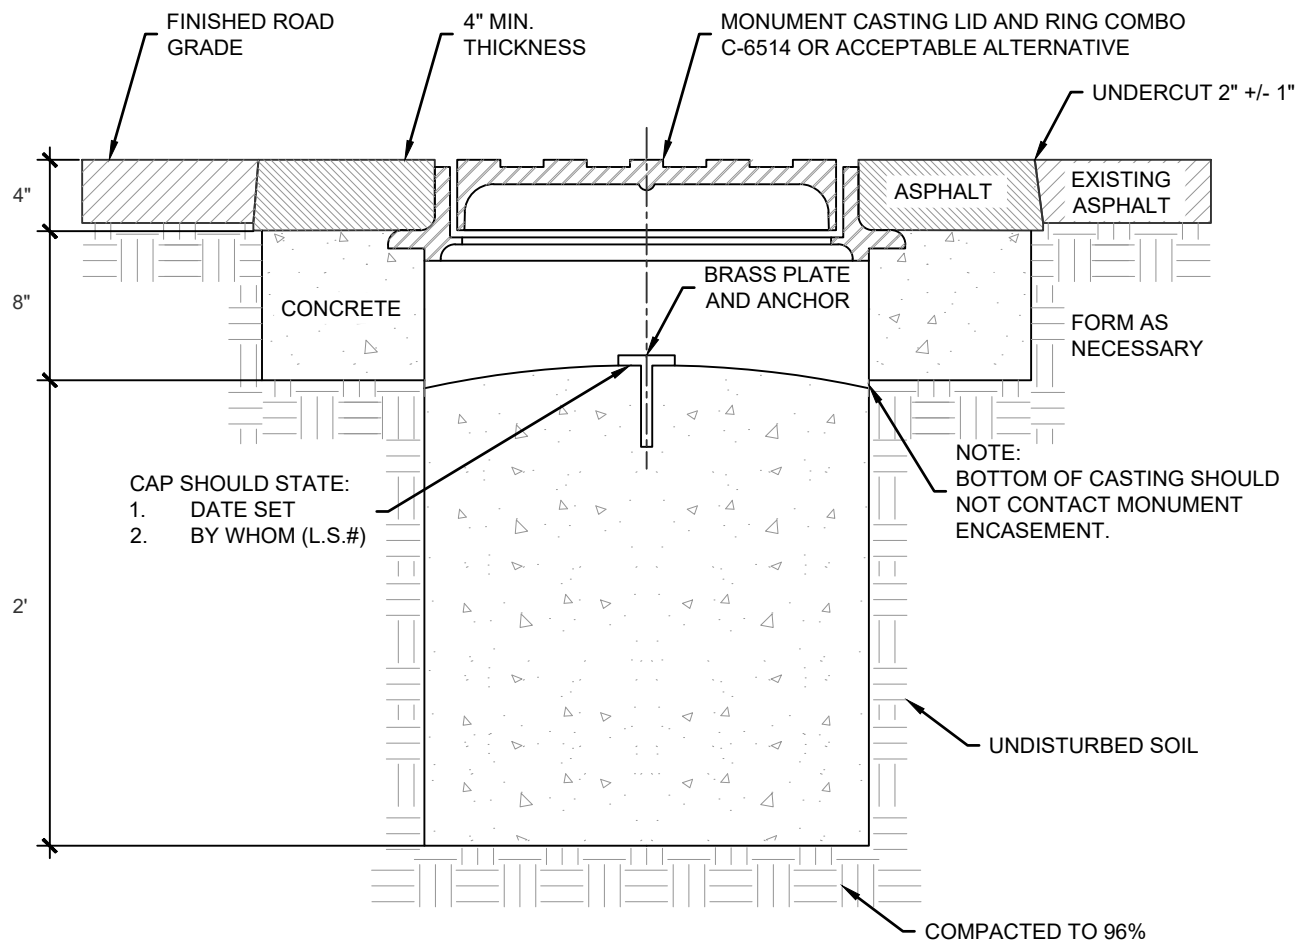 FINISHED ROAD
GRADE
4" MIN.
THICKNESS
MONUMENT CASTING LID AND RING COMBO
C-6514 OR ACCEPTABLE ALTERNATIVE
UNDERCUT 2" +/- 1"
4"
ASPHALT
EXISTING
ASPHALT
8"
CONCRETE
BRASS PLATE
AND ANCHOR
FORM AS
NECESSARY
CAP SHOULD STATE:
1. DATE SET
2. BY WHOM (L.S.#)
NOTE:
BOTTOM OF CASTING SHOULD
NOT CONTACT MONUMENT
ENCASEMENT.
2'
UNDISTURBED SOIL
COMPACTED TO 96%